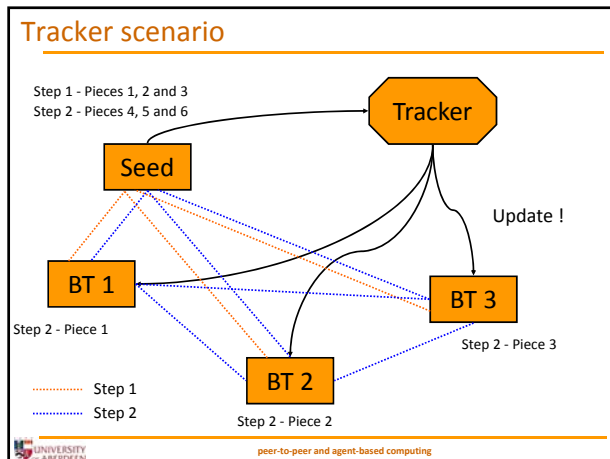 Tracker scenario
Step 1 - Pieces 1, 2 and 3
Step 2 - Pieces 4, 5 and 6
Tracker
Seed
Update !
BT 1
BT 3
Step 2 - Piece 1
Step 2 - Piece 3
BT 2
Step 1
Step 2
Step 2 - Piece 2
UNIVERSITY
OF ABERDEEN
peer-to-peer and agent-based computing